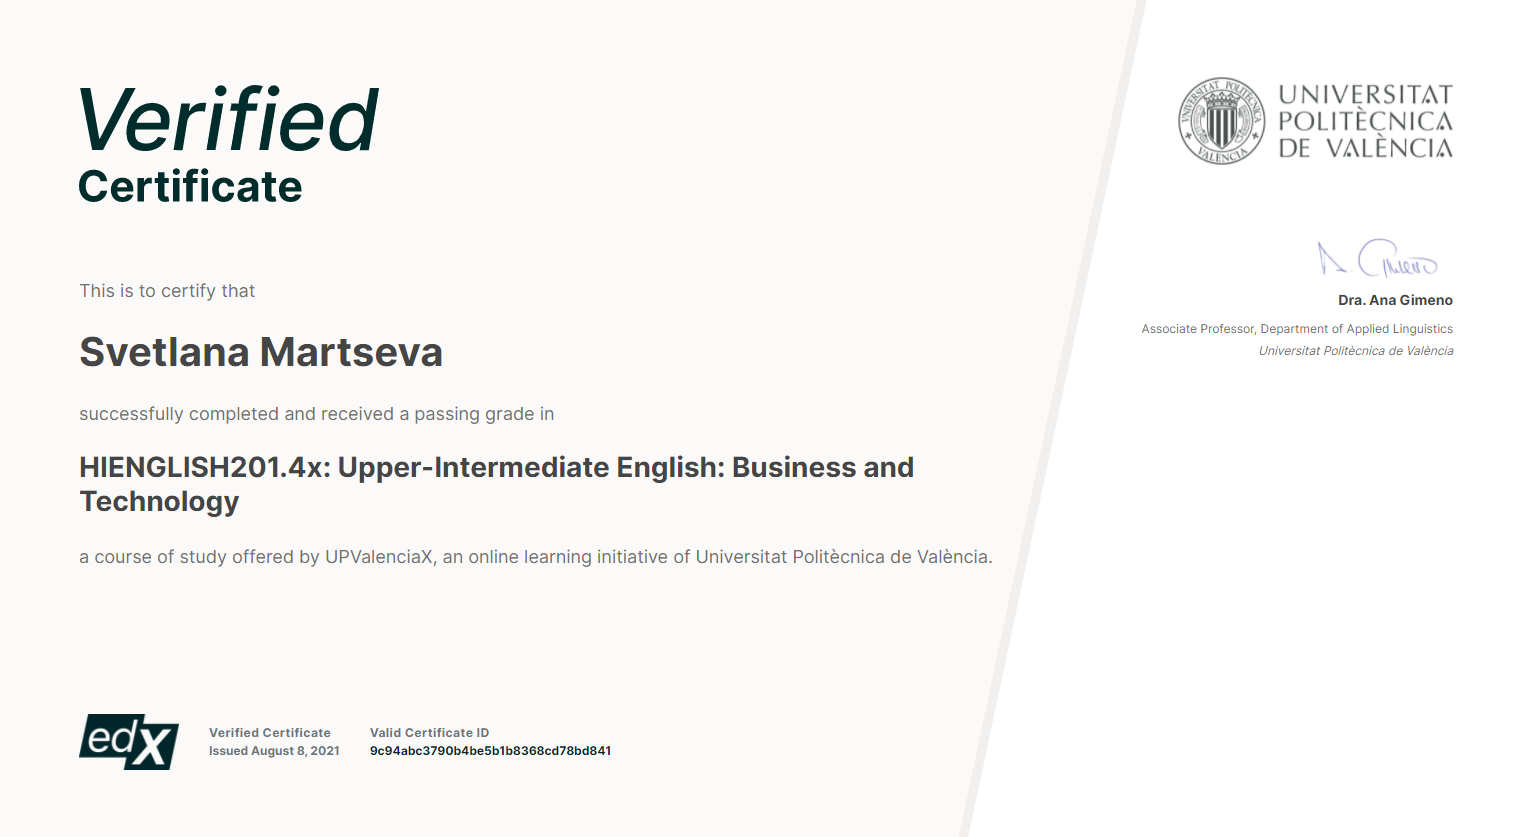 Verified
Certificate
This is to certify that
Svetlana Martseva
successfully completed and received a passing grade in
HIENGLISH201.4x: Upper-Intermediate English: Business and
Technology
a course of study offered by UPValenciaX, an online learning initiative of Universitat Politècnica de València.
edX
Verified Certificate
Issued August 8, 2021
Valid Certificate ID
9c94abc3790b4be5b1b8368cd78bd841
UNIVERSITAT POLITÈCNICA
VALENCIA
UNIVERSITAT
POLITÈCNICA
DE VALÈNCIA
A. Gimeno
Dra. Ana Gimeno
Associate Professor, Department of Applied Linguistics
Universitat Politècnica de València